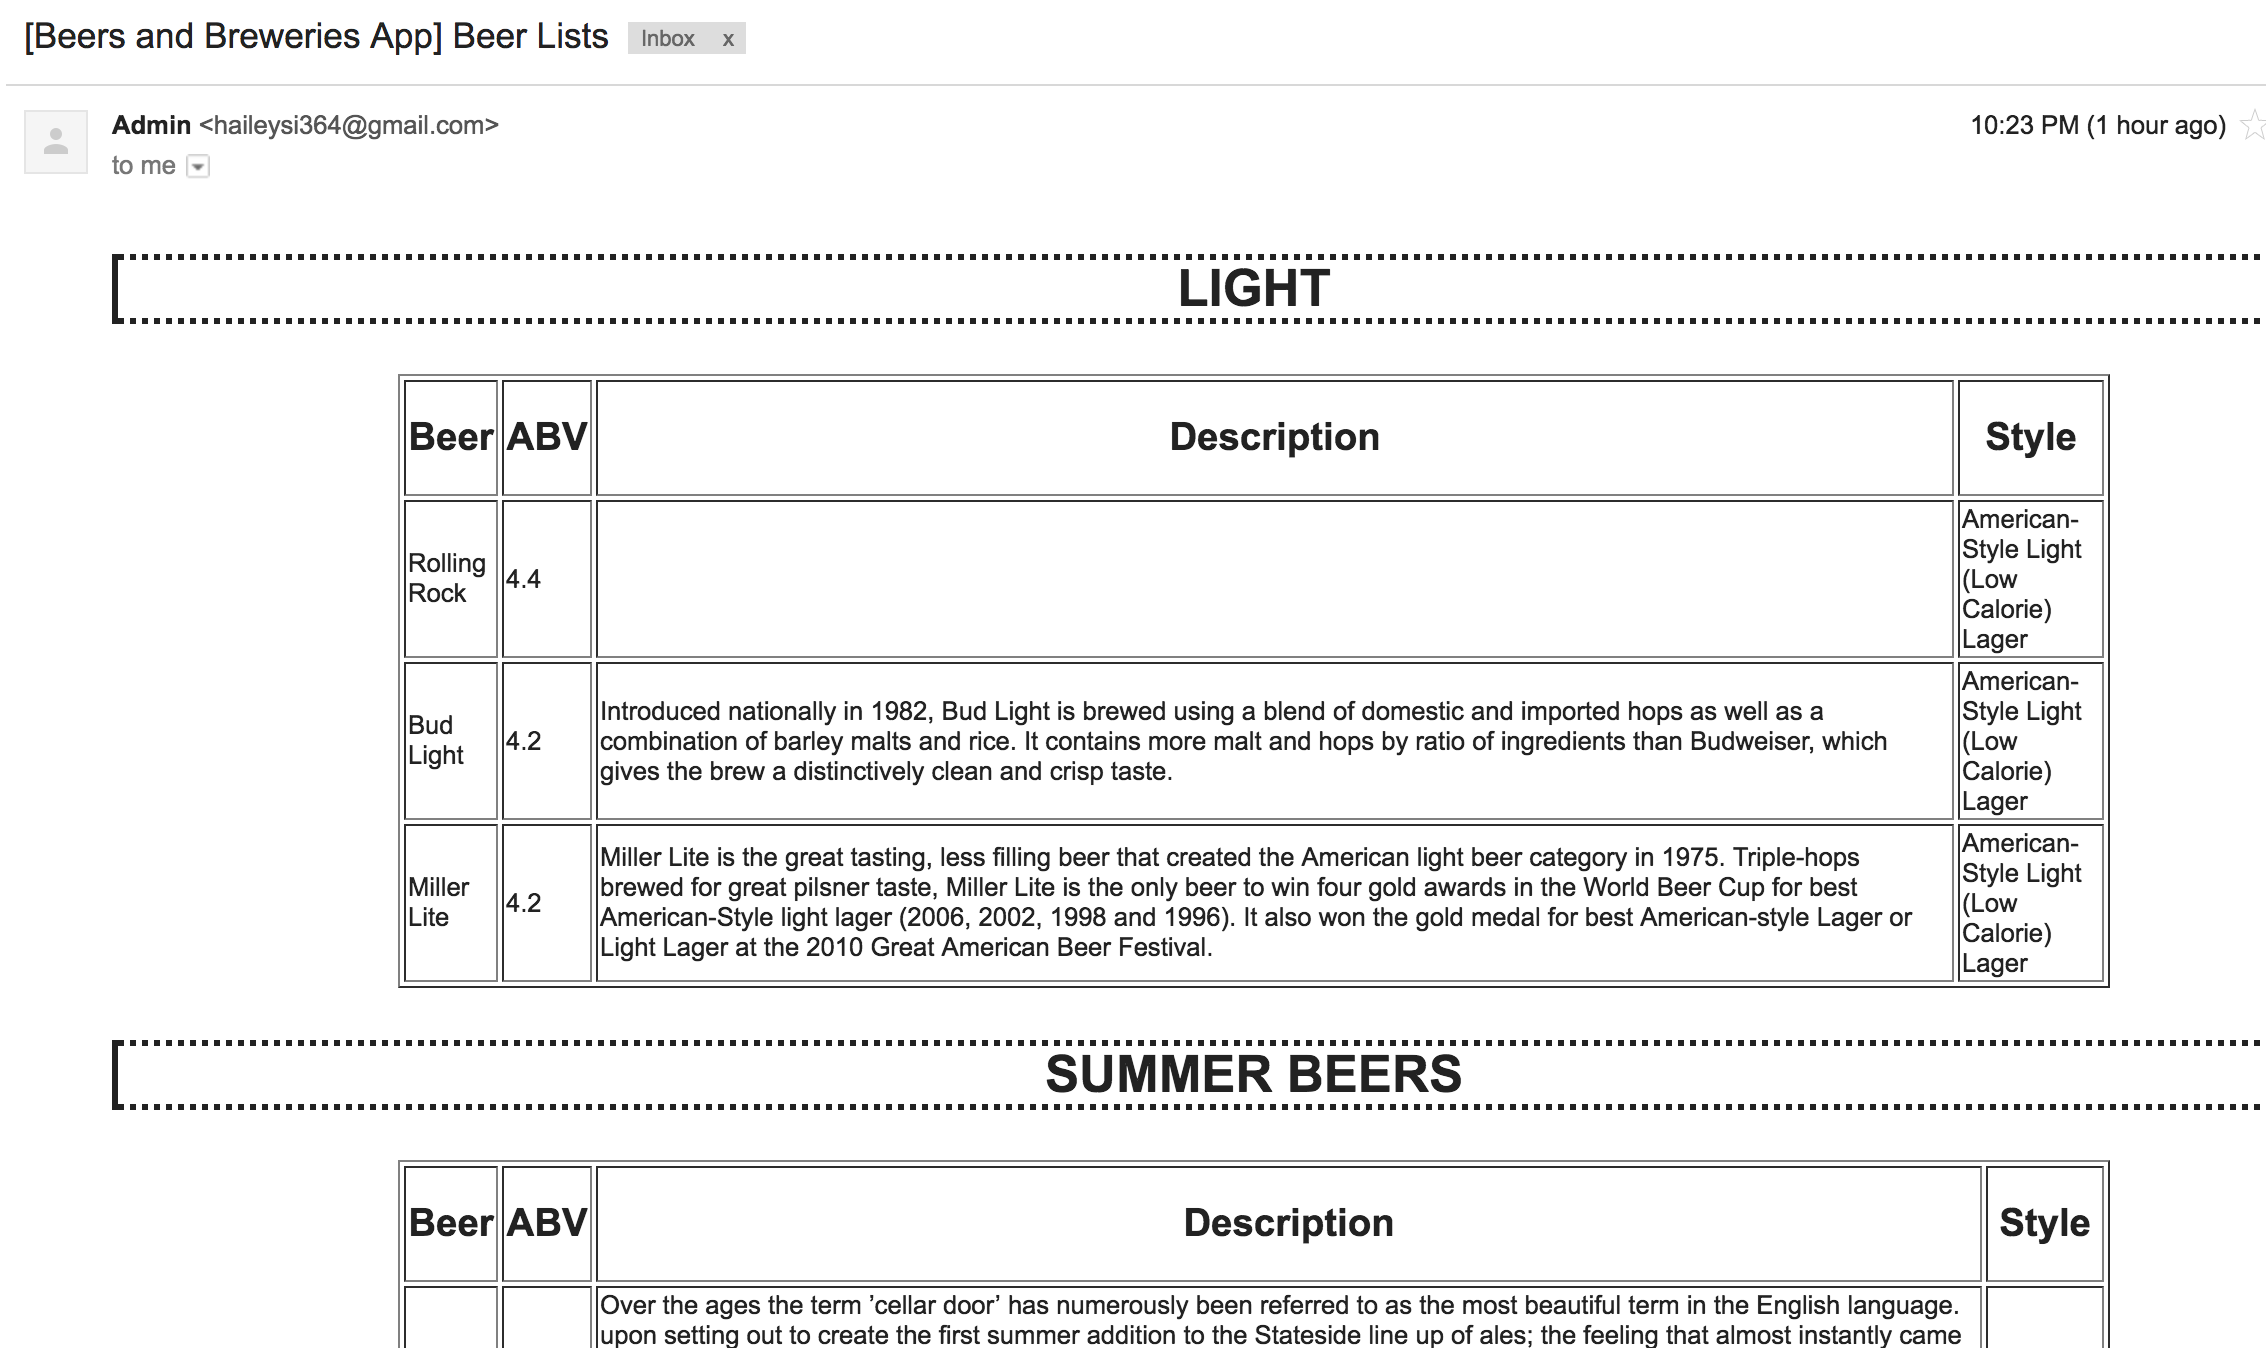 [Beers and Breweries App] Beer Lists Inbox x
Admin <haileysi364@gmail.com> 10:23 PM (1 hour ago)
to me
LIGHT
Beer ABV Description Style
Rolling
Rock
4.4
American-
Style Light
(Low
Calorie)
Lager
Bud
Light
4.2
Introduced nationally in 1982, Bud Light is brewed using a blend of domestic and imported hops as well as a
combination of barley malts and rice. It contains more malt and hops by ratio of ingredients than Budweiser, which
gives the brew a distinctively clean and crisp taste.
American-
Style Light
(Low
Calorie)
Lager
Miller
Lite
4.2
Miller Lite is the great tasting, less filling beer that created the American light beer category in 1975. Triple-hops
brewed for great pilsner taste, Miller Lite is the only beer to win four gold awards in the World Beer Cup for best
American-Style light lager (2006, 2002, 1998 and 1996). It also won the gold medal for best American-style Lager or
Light Lager at the 2010 Great American Beer Festival.
American-
Style Light
(Low
Calorie)
Lager
SUMMER BEERS
Beer ABV Description Style
Over the ages the term ’cellar door’ has numerously been referred to as the most beautiful term in the English language.
upon setting out to create the first summer addition to the Stateside line up of ales; the feeling that almost instantly came